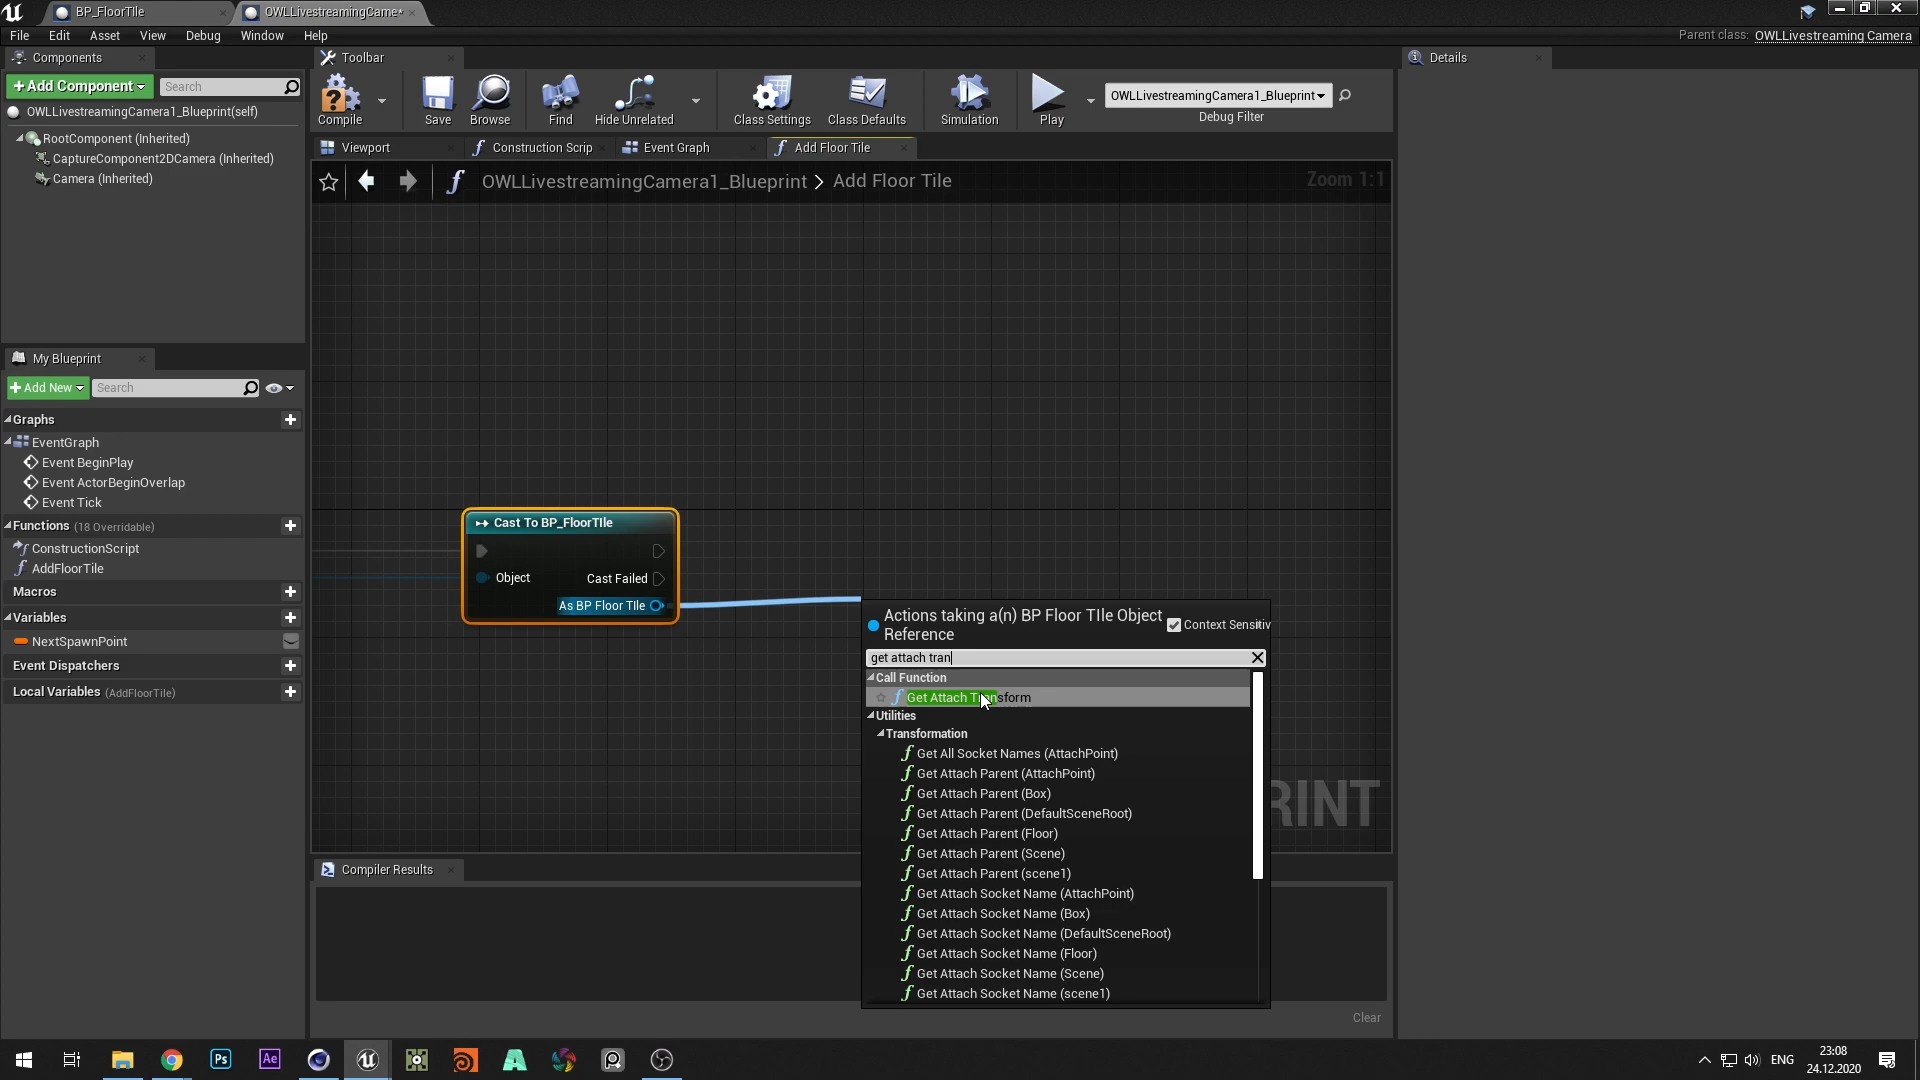 BP_FloorTIle
OWLLivestreamingCame*
File Edit Asset View Debug Window Help
Parent class: OWLLivestreaming Camera
Components
Toolbar
Details
+ Add Component
Search
OWLLivestreamingCamera1_Blueprint(self)
RootComponent (Inherited)
CaptureComponent2DCamera (Inherited)
Camera (Inherited)
Compile
Save
Browse
Find
Hide Unrelated
Class Settings
Class Defaults
Simulation
Play
OWLLivestreamingCamera1_Blueprint
Debug Filter
Viewport
Construction Scrip
Event Graph
Add Floor Tile
OWLLivestreamingCamera1_Blueprint > Add Floor Tile
Zoom 1:1
My Blueprint
+ Add New
Search
Graphs
EventGraph
Event BeginPlay
Event ActorBeginOverlap
Event Tick
Functions (18 Overridable)
ConstructionScript
AddFloorTile
Macros
Variables
NextSpawnPoint
Event Dispatchers
Local Variables (AddFloorTile)
Cast To BP_FloorTIle
Object
Cast Failed
As BP Floor TIle
Actions taking a(n) BP Floor TIle Object
Reference
Context Sensitiv
get attach tran
Call Function
Get Attach Transform
Utilities
Transformation
Get All Socket Names (AttachPoint)
Get Attach Parent (AttachPoint)
Get Attach Parent (Box)
Get Attach Parent (DefaultSceneRoot)
Get Attach Parent (Floor)
Get Attach Parent (Scene)
Get Attach Parent (scene1)
Get Attach Socket Name (AttachPoint)
Get Attach Socket Name (Box)
Get Attach Socket Name (DefaultSceneRoot)
Get Attach Socket Name (Floor)
Get Attach Socket Name (Scene)
Get Attach Socket Name (scene1)
RINT
Compiler Results
Clear
Ps
Ae
ENG
23:08
24.12.2020